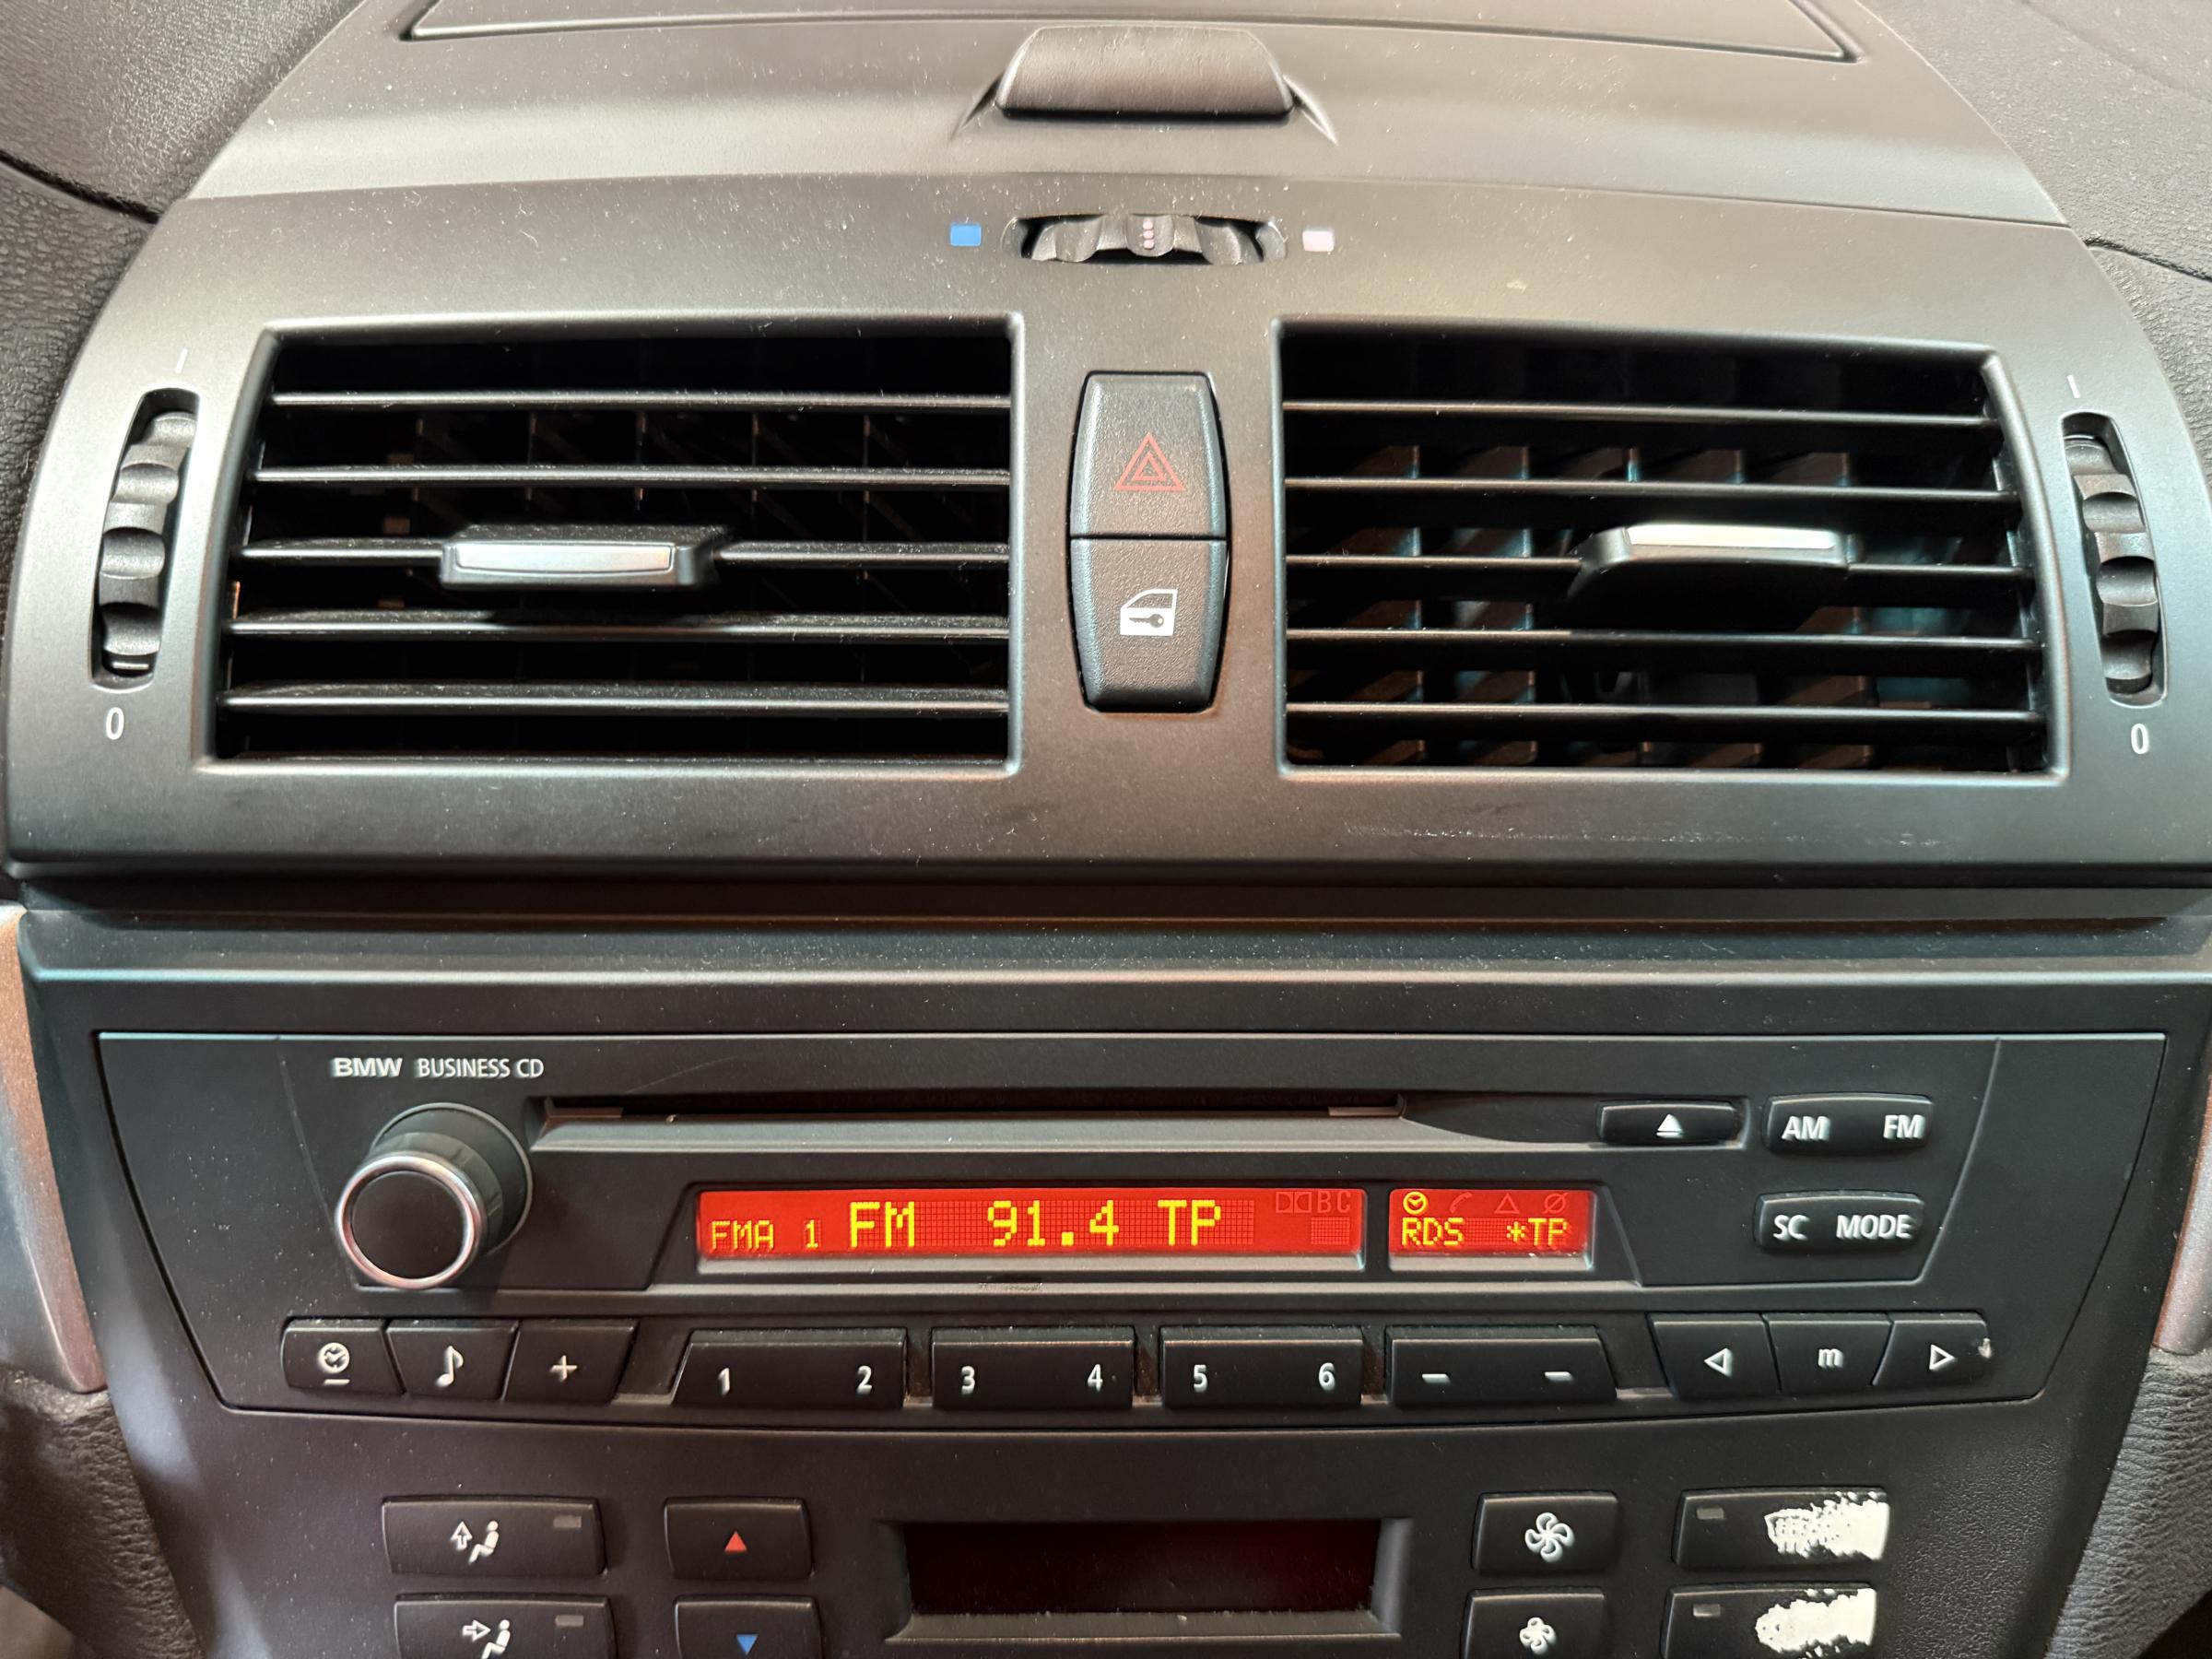 0
0
BMW BUSINESS CD
AM FM
FMA 1 FM 91.4 TP
RDS *TP
SC MODE
1 2 3 4 5 6 — — m